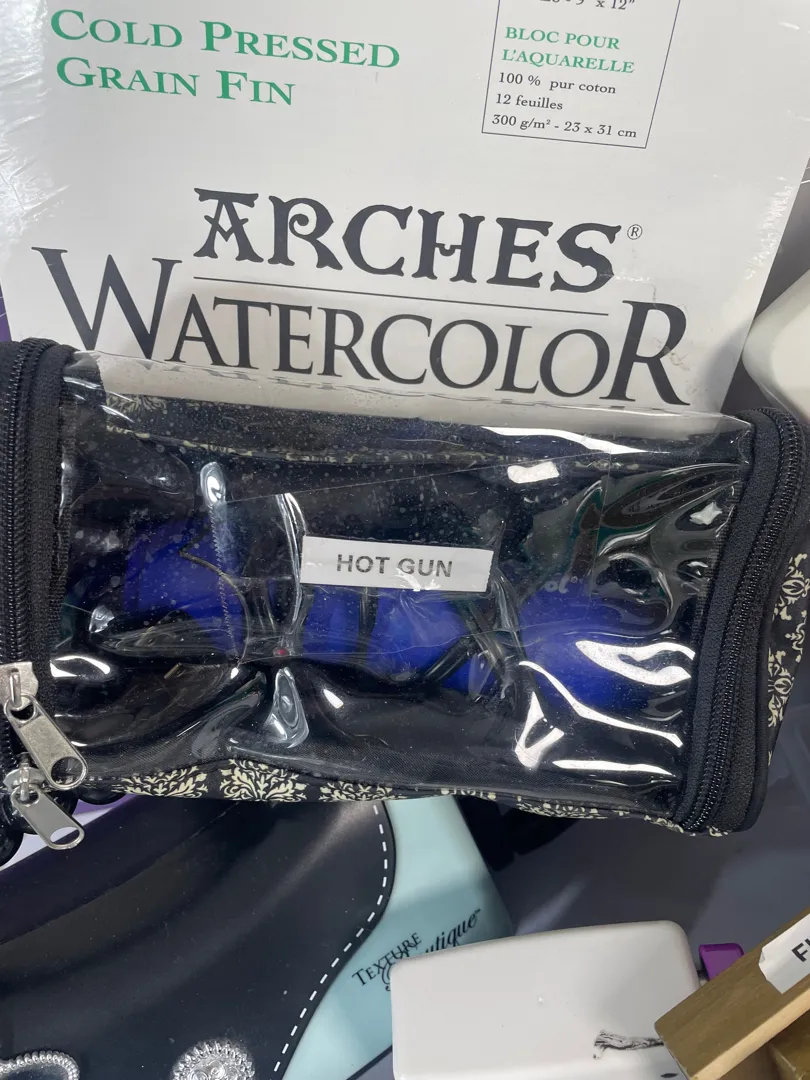 COLD PRESSED
GRAIN FIN
BLOC POUR
L'AQUARELLE
100 % pur coton
12 feuilles
300 g/m² - 23 x 31 cm
ARCHES®
WATERCOLOR
HOT GUN
TEXTURE
Boutique™